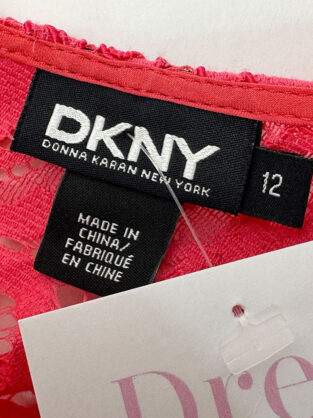 DKNY
DONNA KARAN NEW YORK
12
MADE IN
CHINA/
FABRIQUÉ
EN CHINE
Dre